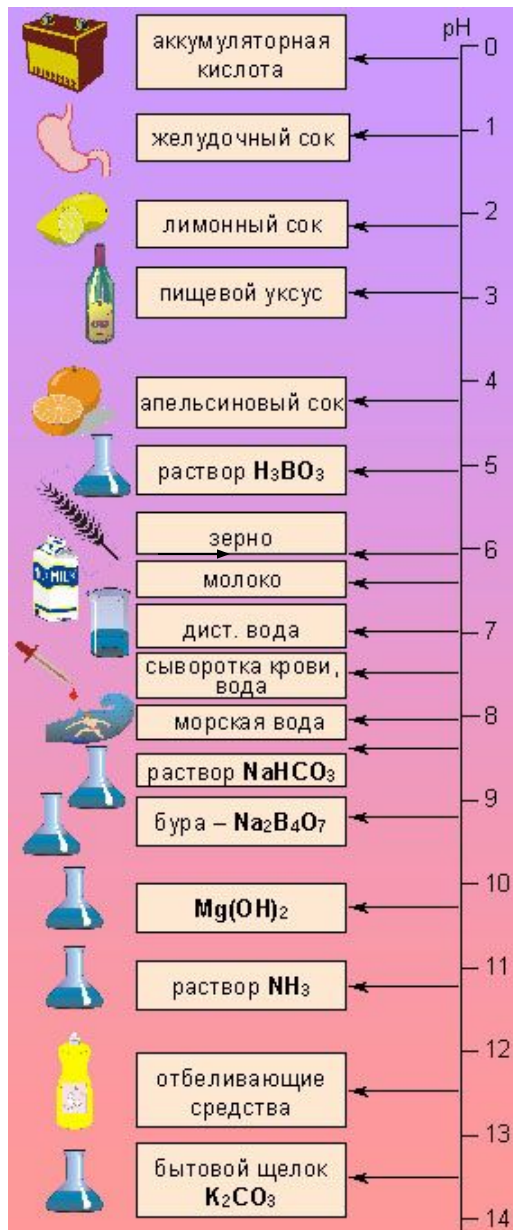 pH
0
аккумуляторная
кислота
1
желудочный сок
2
лимонный сок
3
пищевой уксус
4
апельсиновый сок
5
раствор H₃BO₃
зерно
6
MILK
молоко
7
дист. вода
сыворотка крови,
вода
8
морская вода
раствор NaHCO₃
9
бура – Na₂B₄O₇
10
Mg(OH)₂
11
раствор NH₃
12
отбеливающие
средства
13
бытовой щелок
K₂CO₃
14